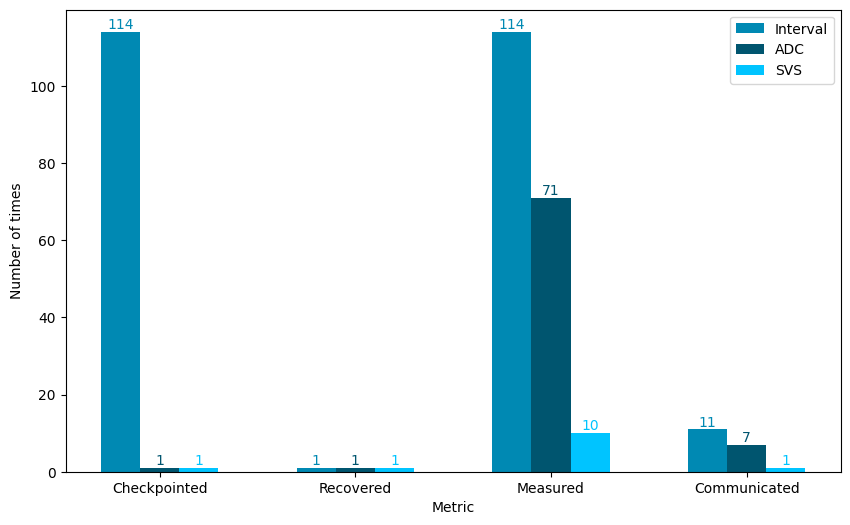 Number of times
0
20
40
60
80
100
114
1
1
1
1
1
114
71
10
11
7
1
Checkpointed
Recovered
Measured
Communicated
Metric
Interval
ADC
SVS